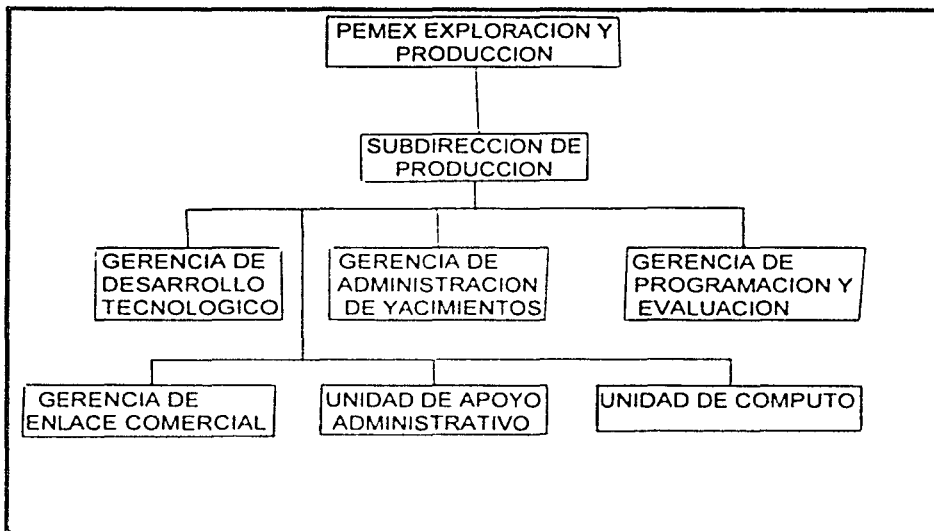 PEMEX EXPLORACION Y
PRODUCCION
SUBDIRECCION DE
PRODUCCION
GERENCIA DE
DESARROLLO
TECNOLOGICO
GERENCIA DE
ADMINISTRACION
DE YACIMIENTOS
GERENCIA DE
PROGRAMACION Y
EVALUACION
GERENCIA DE
ENLACE COMERCIAL
UNIDAD DE APOYO
ADMINISTRATIVO
UNIDAD DE COMPUTO